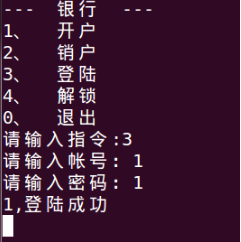 --- 银行 ---
1、 开户
2、 销户
3、 登陆
4、 解锁
0、 退出
请输入指令:3
请输入帐号: 1
请输入密码: 1
1,登陆成功